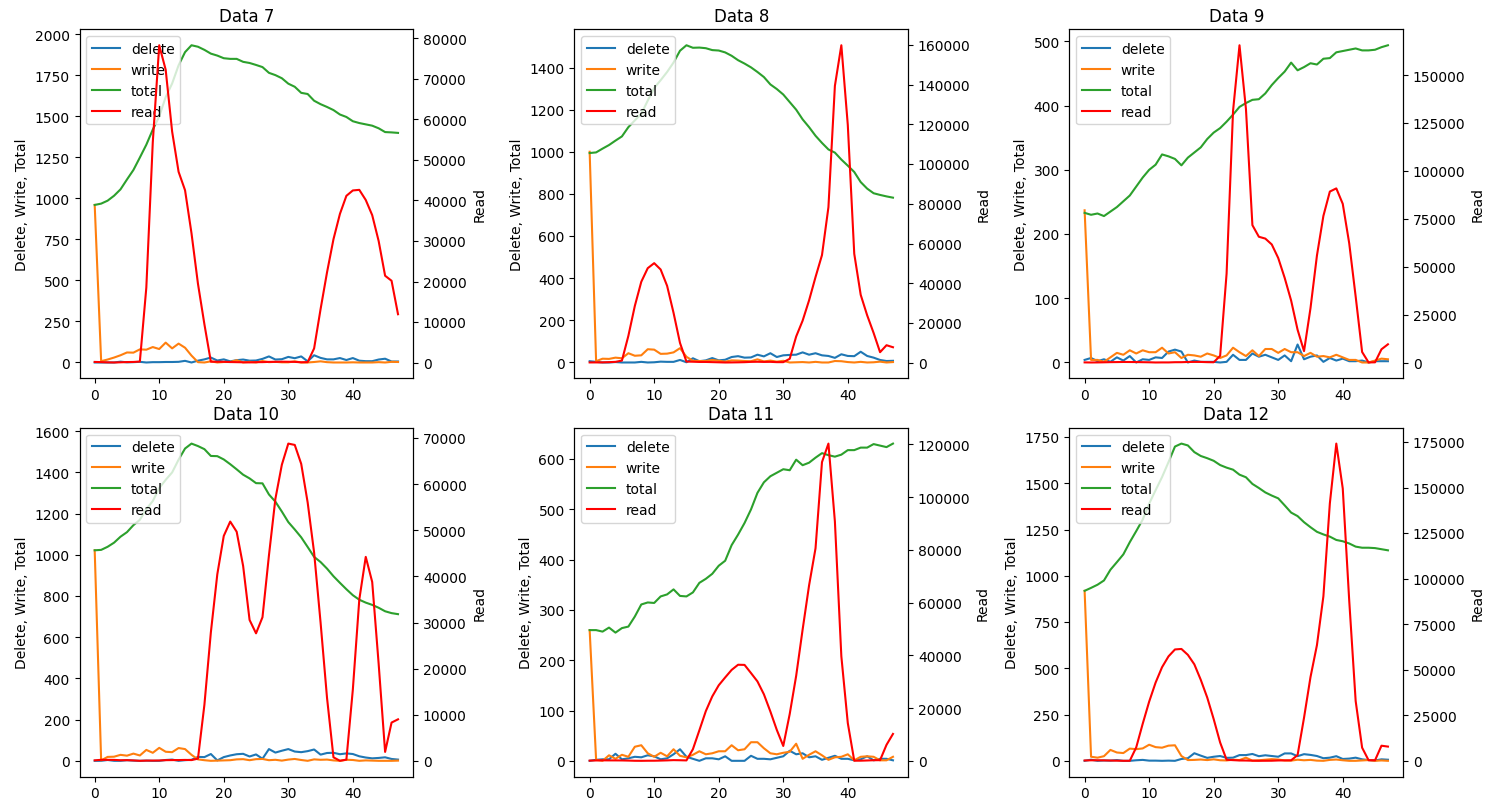 Data 7
Delete, Write, Total
2000
1750
1500
1250
1000
750
500
250
0
delete
write
total
read
80000
70000
60000
50000
40000
30000
20000
10000
0
Read
0 10 20 30 40
Data 8
Delete, Write, Total
1400
1200
1000
800
600
400
200
0
delete
write
total
read
160000
140000
120000
100000
80000
60000
40000
20000
0
Read
0 10 20 30 40
Data 9
Delete, Write, Total
500
400
300
200
100
0
delete
write
total
read
150000
125000
100000
75000
50000
25000
0
Read
0 10 20 30 40
Data 10
Delete, Write, Total
1600
1400
1200
1000
800
600
400
200
0
delete
write
total
read
70000
60000
50000
40000
30000
20000
10000
0
Read
0 10 20 30 40
Data 11
Delete, Write, Total
600
500
400
300
200
100
0
delete
write
total
read
120000
100000
80000
60000
40000
20000
0
Read
0 10 20 30 40
Data 12
Delete, Write, Total
1750
1500
1250
1000
750
500
250
0
delete
write
total
read
175000
150000
125000
100000
75000
50000
25000
0
Read
0 10 20 30 40